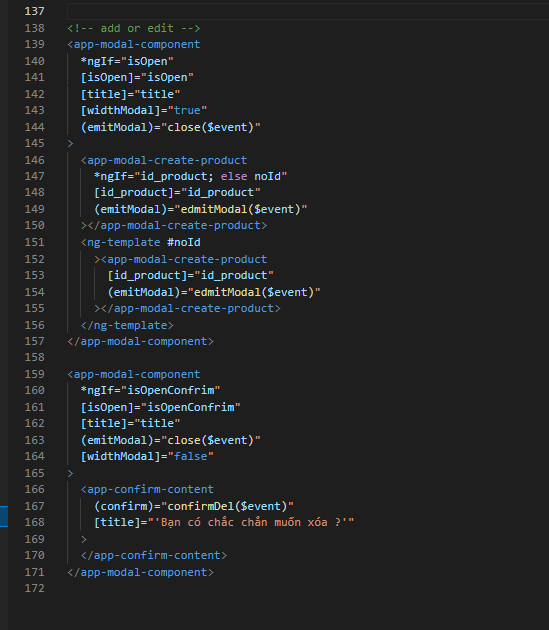 137
138 <!-- add or edit -->
139 <app-modal-component
140 *ngIf="isOpen"
141 [isOpen]="isOpen"
142 [title]="title"
143 [widthModal]="true"
144 (emitModal)="close($event)"
145 >
146 <app-modal-create-product
147 *ngIf="id_product; else noId"
148 [id_product]="id_product"
149 (emitModal)="edmitModal($event)"
150 ></app-modal-create-product>
151 <ng-template #noId
152 ><app-modal-create-product
153 [id_product]="id_product"
154 (emitModal)="edmitModal($event)"
155 ></app-modal-create-product>
156 </ng-template>
157 </app-modal-component>
158
159 <app-modal-component
160 *ngIf="isOpenConfrim"
161 [isOpen]="isOpenConfrim"
162 [title]="title"
163 (emitModal)="close($event)"
164 [widthModal]="false"
165 >
166 <app-confirm-content
167 (confirm)="confirmDel($event)"
168 [title]="'Bạn có chắc chắn muốn xóa ?'"
169 >
170 </app-confirm-content>
171 </app-modal-component>
172